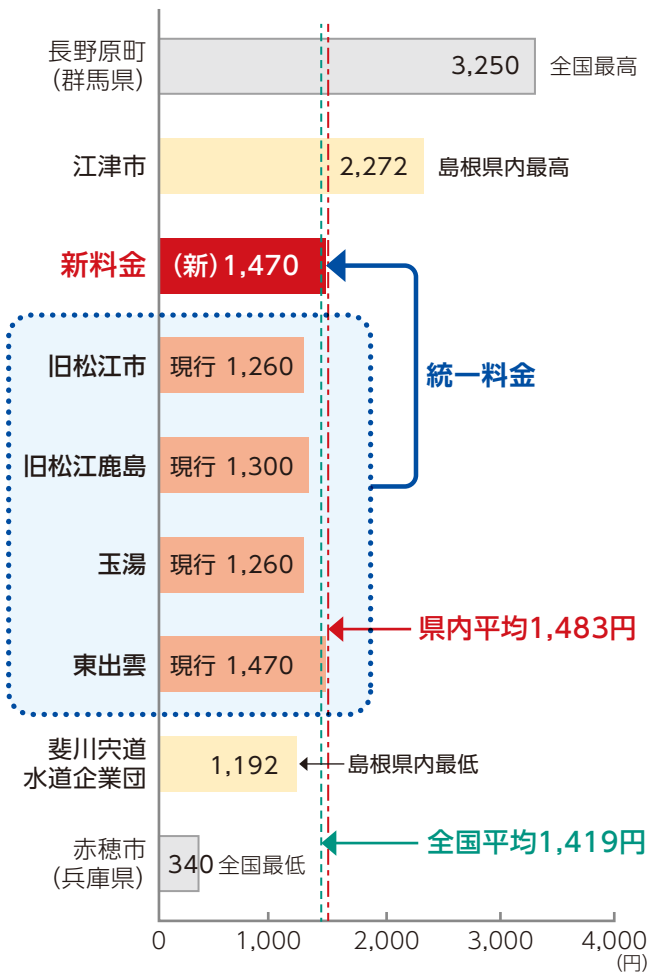 長野原町
(群馬県)
3,250 全国最高
江津市
2,272 島根県内最高
新料金
(新)1,470
旧松江市
現行 1,260
統一料金
旧松江鹿島
現行 1,300
玉湯
現行 1,260
県内平均1,483円
東出雲
現行 1,470
斐川宍道
水道企業団
1,192
島根県内最低
全国平均1,419円
赤穂市
(兵庫県)
340 全国最低
0 1,000 2,000 3,000 4,000
(円)